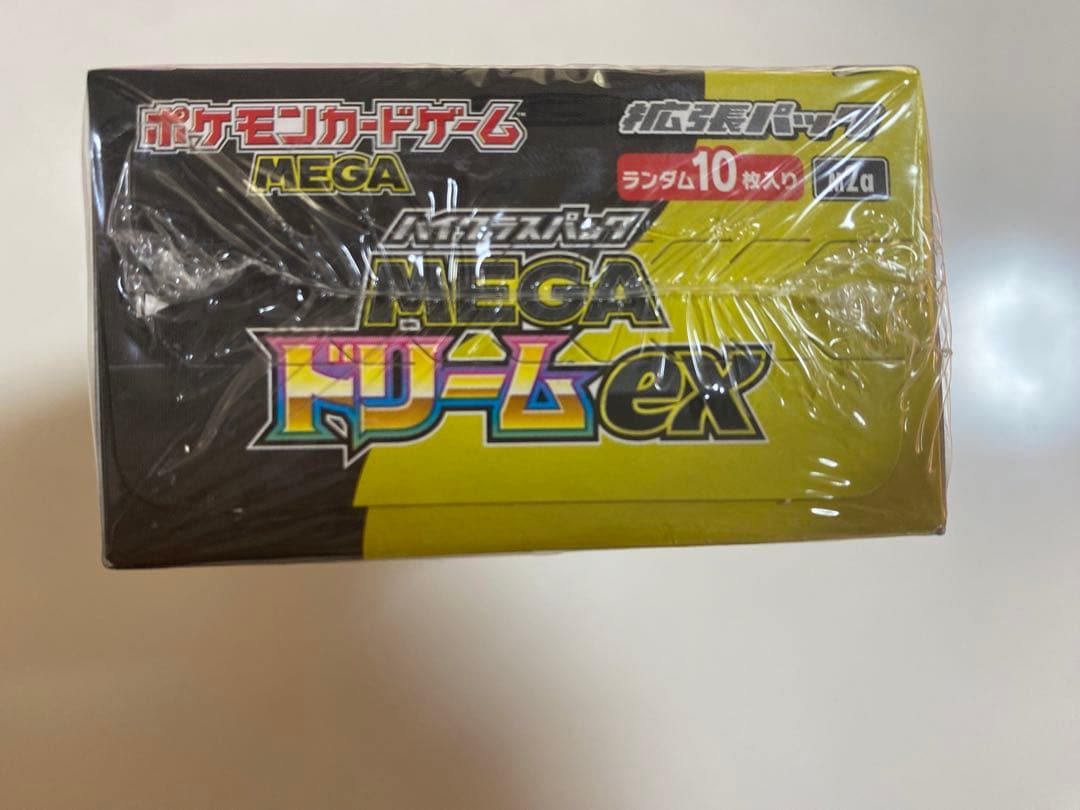 ポケモンカードゲーム™
MEGA
拡張パック
ランダム10枚入り M2a
ハイクラスパック
MEGA
ドリームex